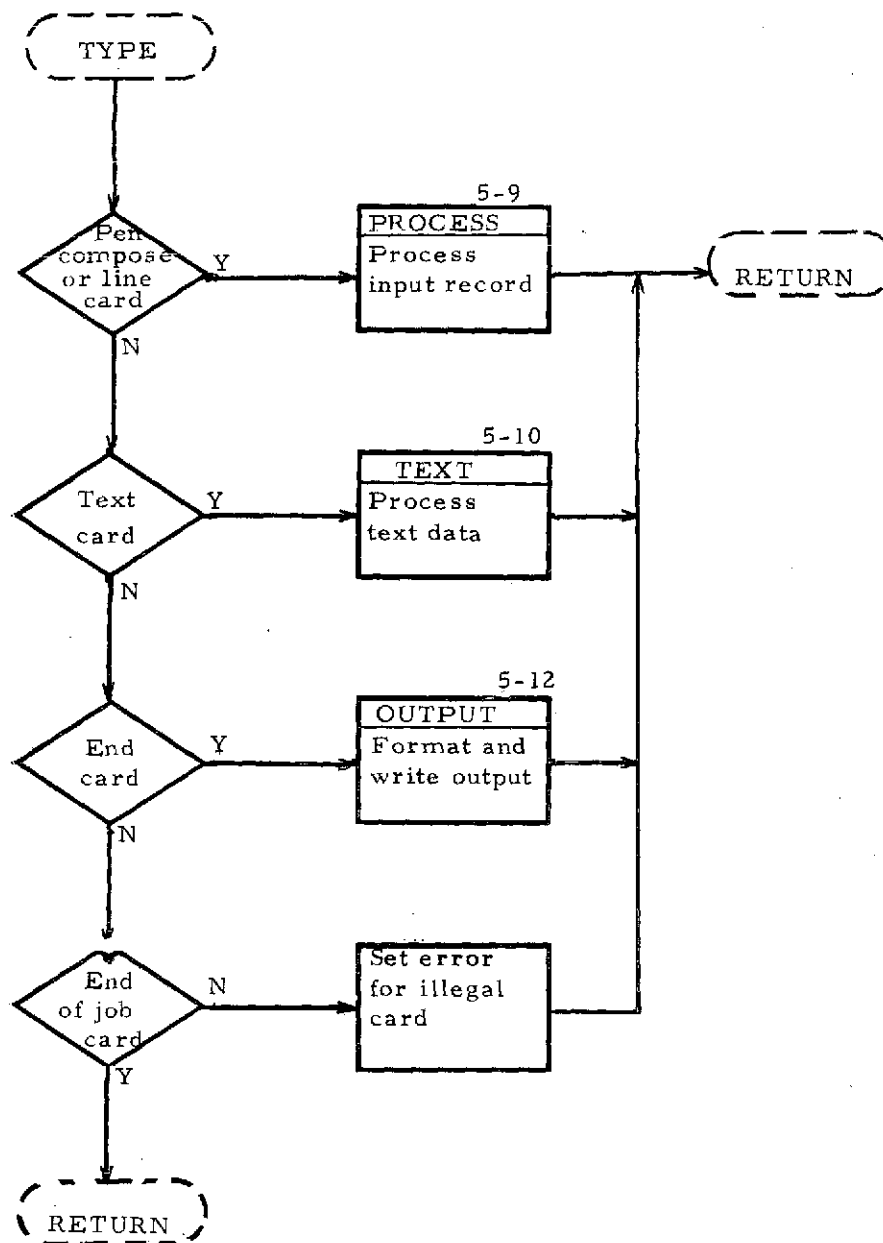 TYPE
5-9
Pen
compose
or line
card
Y
PROCESS
Process
input record
RETURN
N
5-10
Text
card
Y
TEXT
Process
text data
N
5-12
End
card
Y
OUTPUT
Format and
write output
N
End
of job
card
N
Set error
for illegal
card
Y
RETURN